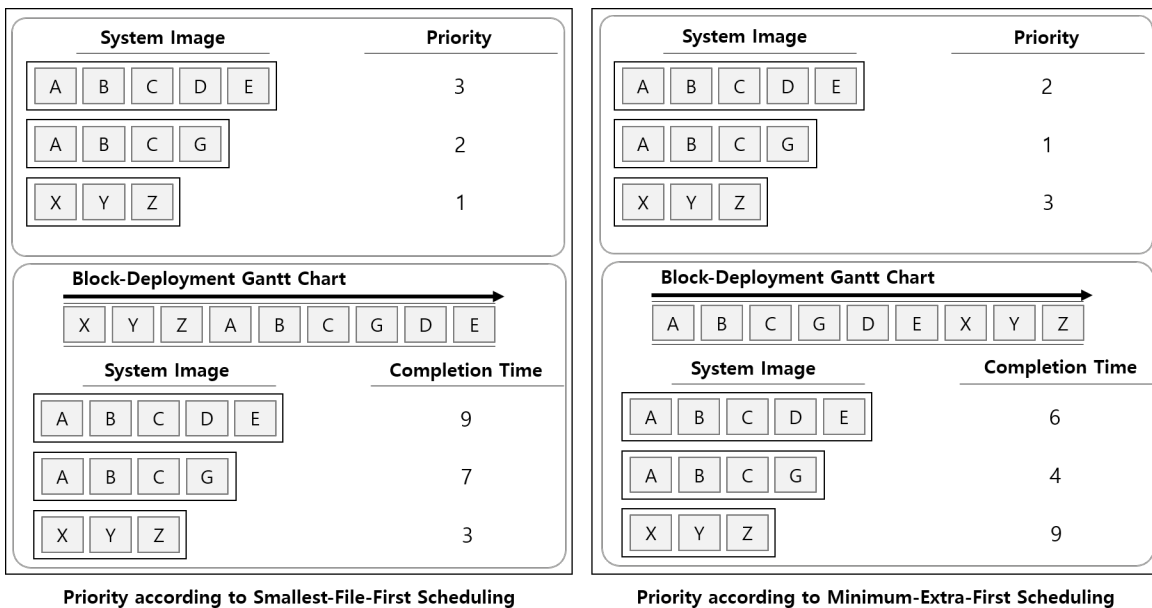 System Image Priority
A B C D E 3
A B C G 2
X Y Z 1
Block-Deployment Gantt Chart
X Y Z A B C G D E
System Image Completion Time
A B C D E 9
A B C G 7
X Y Z 3
Priority according to Smallest-File-First Scheduling
System Image Priority
A B C D E 2
A B C G 1
X Y Z 3
Block-Deployment Gantt Chart
A B C G D E X Y Z
System Image Completion Time
A B C D E 6
A B C G 4
X Y Z 9
Priority according to Minimum-Extra-First Scheduling